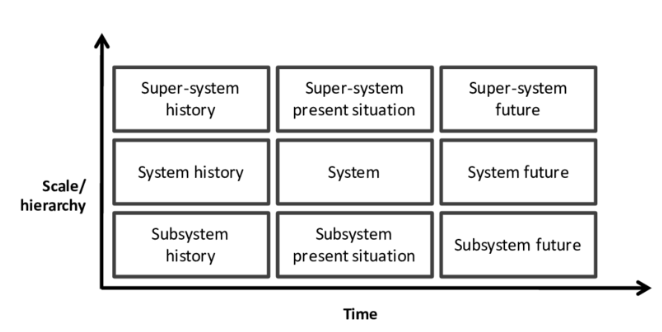 Super-system
history
Super-system
present situation
Super-system
future
Scale/
hierarchy
System history
System
System future
Subsystem
history
Subsystem
present situation
Subsystem future
Time